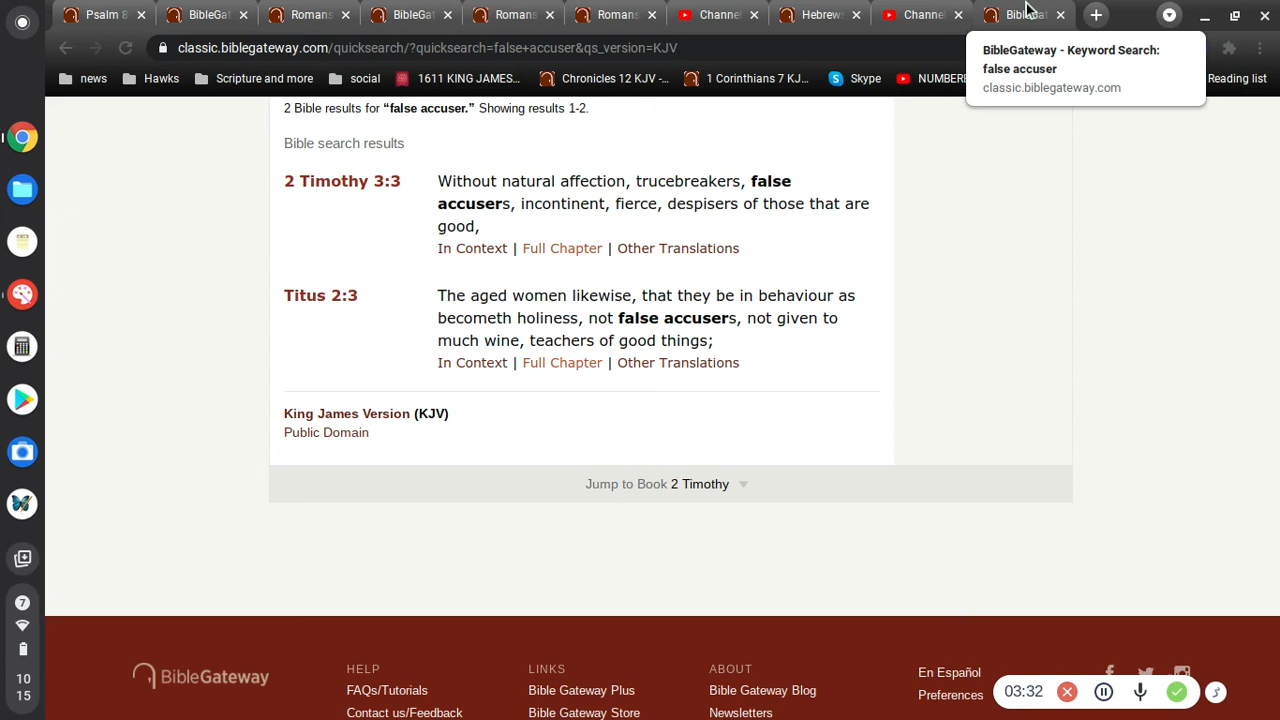 Psalm 8
BibleGat
Romans
BibleGat
Romans
Romans
Channel
Hebrew
Channel
BibleGat
classic.biblegateway.com/quicksearch/?quicksearch=false+accuser&qs_version=KJV
BibleGateway - Keyword Search:
false accuser
classic.biblegateway.com
news
Hawks
Scripture and more
social
1611 KING JAMES...
Chronicles 12 KJV -...
1 Corinthians 7 KJ...
Skype
NUMBERE
Reading list
2 Bible results for “false accuser.” Showing results 1-2.
Bible search results
2 Timothy 3:3
Without natural affection, trucebreakers, false
accusers, incontinent, fierce, despisers of those that are
good,
In Context | Full Chapter | Other Translations
Titus 2:3
The aged women likewise, that they be in behaviour as
becometh holiness, not false accusers, not given to
much wine, teachers of good things;
In Context | Full Chapter | Other Translations
King James Version (KJV)
Public Domain
Jump to Book 2 Timothy
BibleGateway
HELP
FAQs/Tutorials
Contact us/Feedback
LINKS
Bible Gateway Plus
Bible Gateway Store
ABOUT
Bible Gateway Blog
Newsletters
En Español
Preferences
03:32
7
10
15